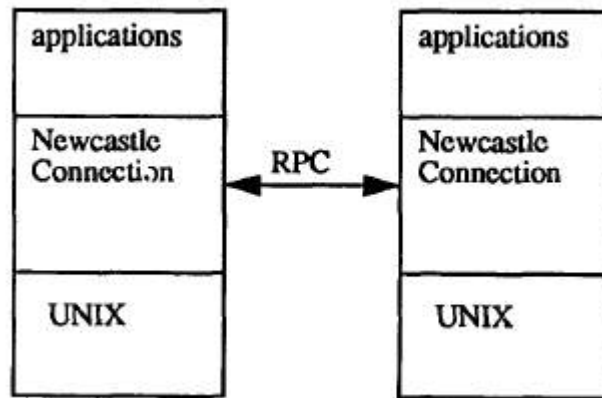 applications
Newcastle
Connection
UNIX
RPC
applications
Newcastle
Connection
UNIX